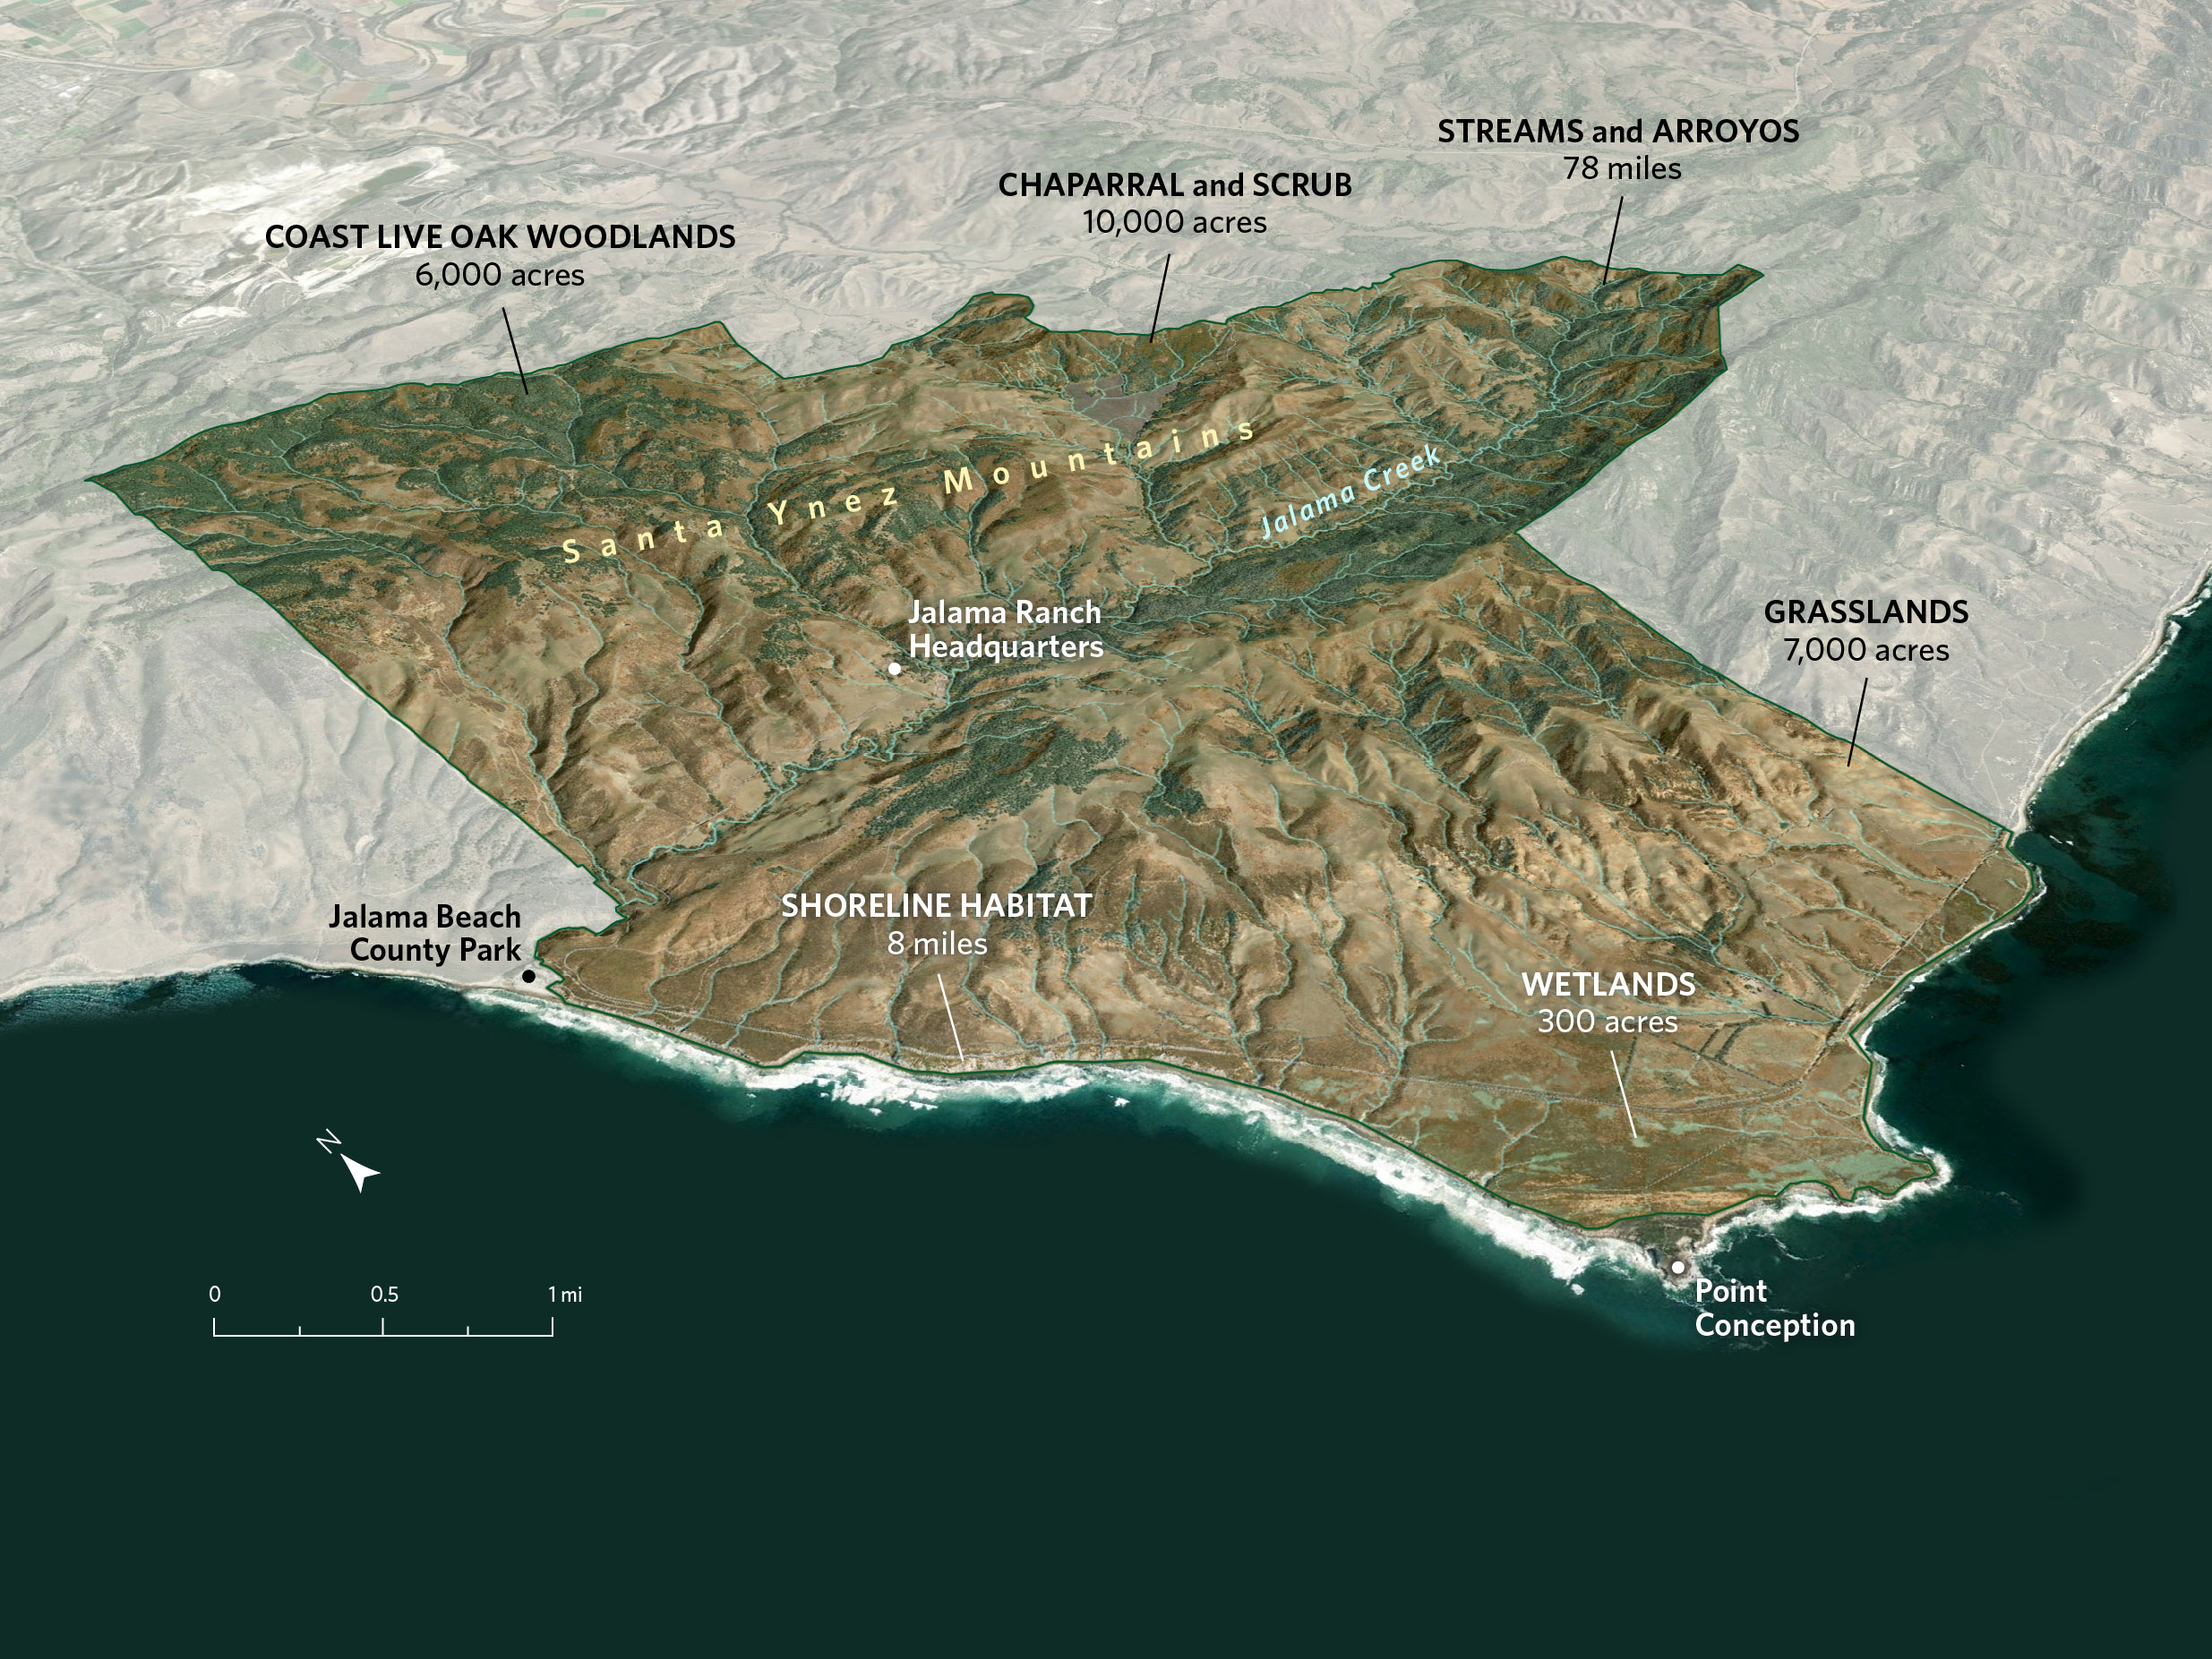 STREAMS and ARROYOS
78 miles
CHAPARRAL and SCRUB
10,000 acres
COAST LIVE OAK WOODLANDS
6,000 acres
Santa Ynez Mountains
Jalama Creek
Jalama Ranch
Headquarters
GRASSLANDS
7,000 acres
SHORELINE HABITAT
8 miles
Jalama Beach
County Park
WETLANDS
300 acres
N
0 0.5 1 mi
Point
Conception